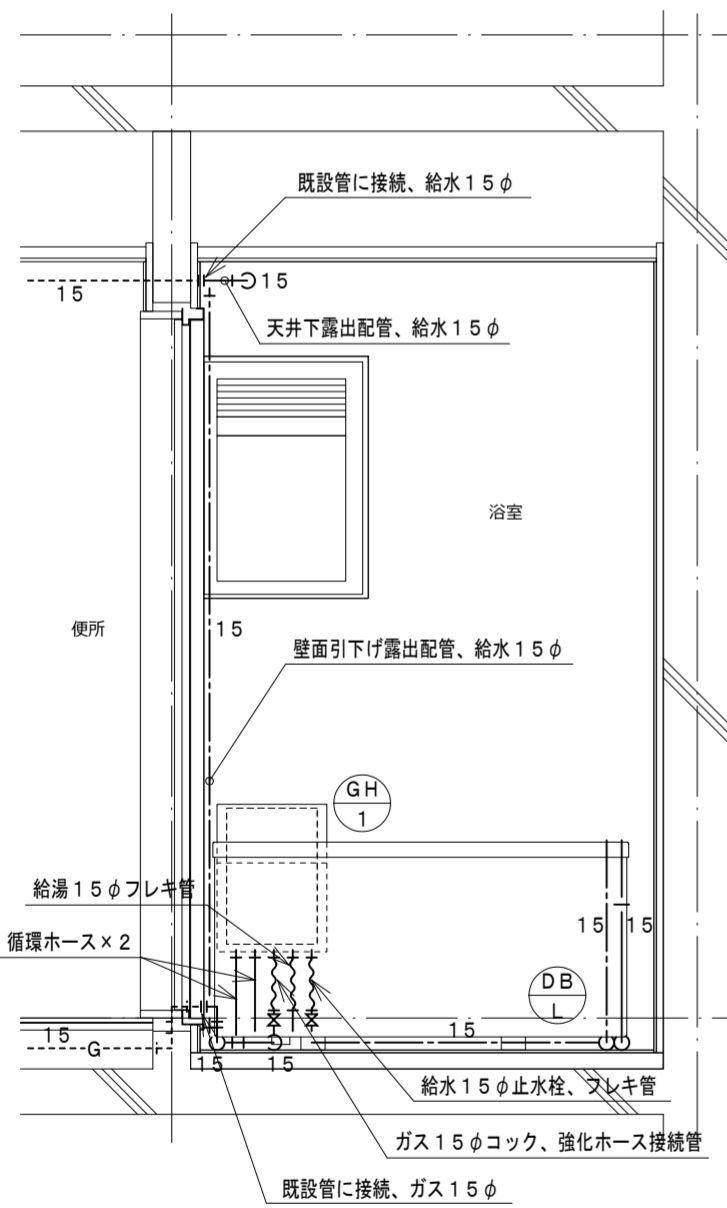 既設管に接続、給水15φ
15
15
天井下露出配管、給水15φ
浴室
便所
15
壁面引下げ露出配管、給水15φ
GH
1
給湯15φフレキ管
循環ホース×2
15
15
DB
L
15
15
G
15
15
給水15φ止水栓、フレキ管
ガス15φコック、強化ホース接続管
既設管に接続、ガス15φ